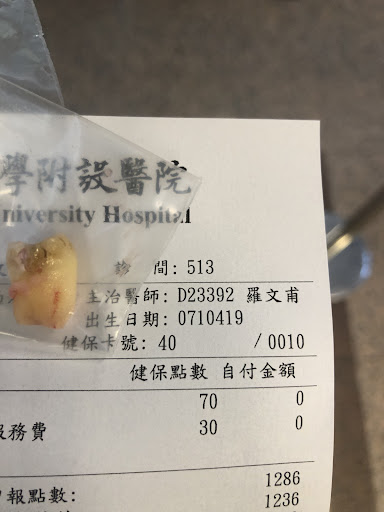 學附設醫院
niversity Hospital
診 間: 513
主治醫師: D23392 羅文甫
出生日期: 0710419
健保卡號: 40 /0010
健保點數 自付金額
70 0
服務費 30 0
1286
報點數: 1236